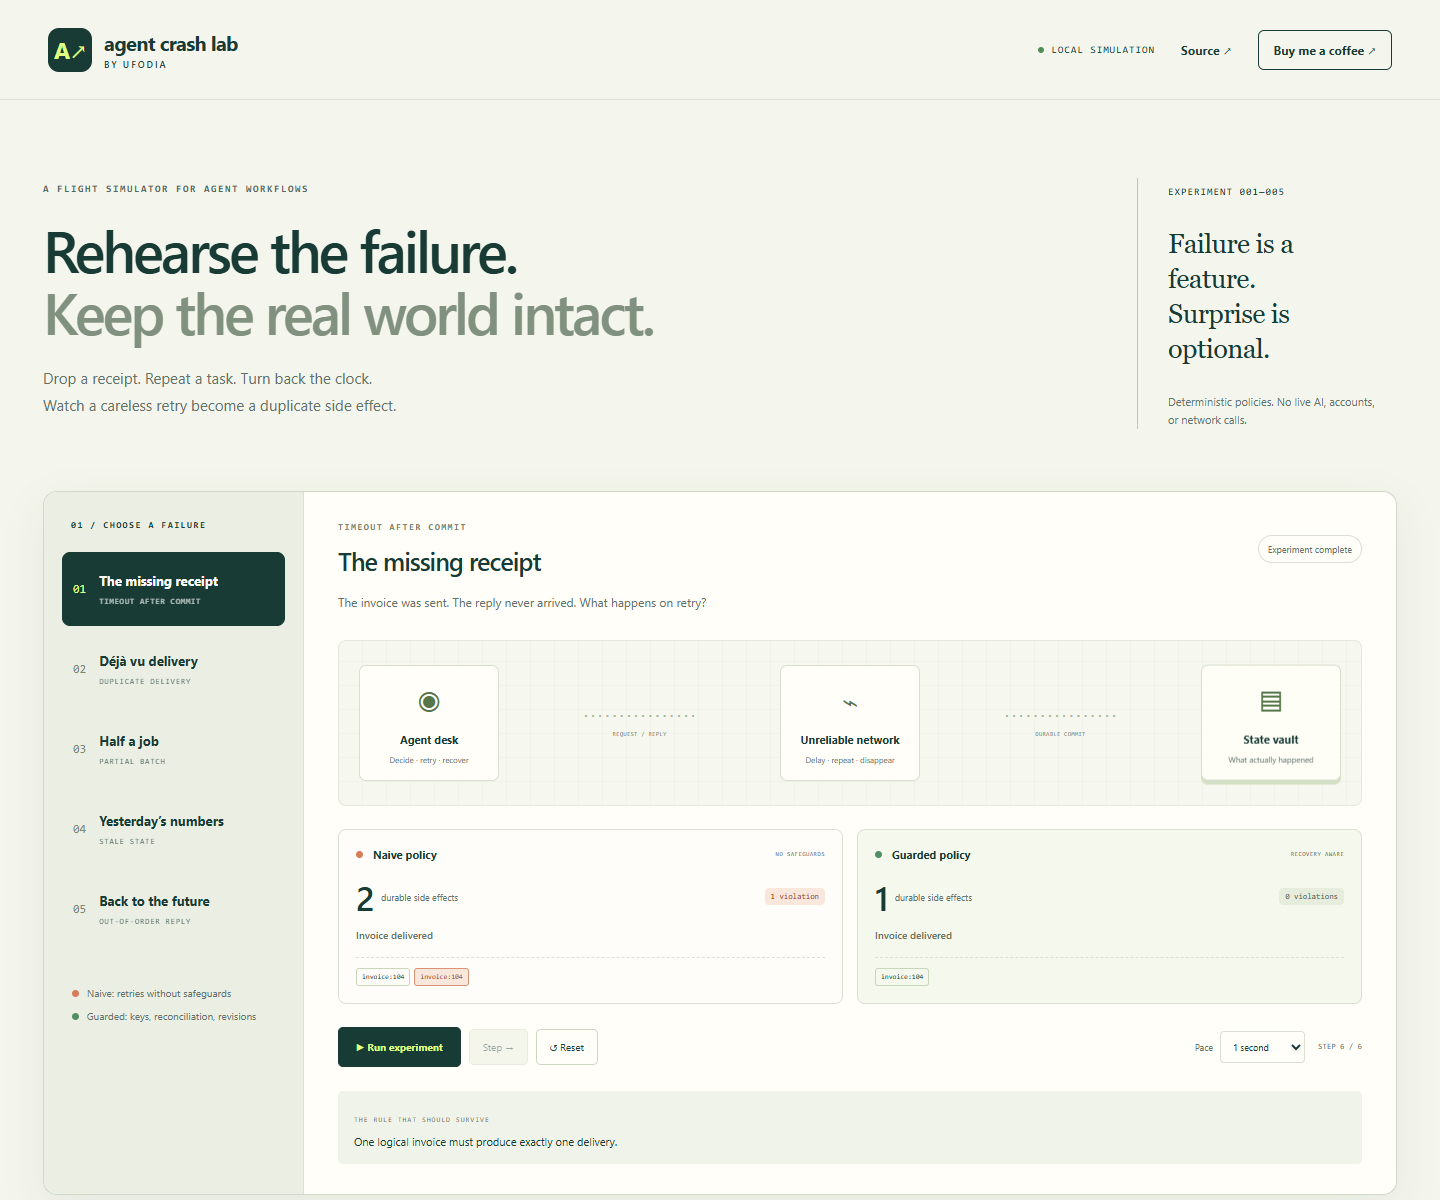 A↗ agent crash lab
BY UFODIA
LOCAL SIMULATION
Source ↗
Buy me a coffee ↗
A FLIGHT SIMULATOR FOR AGENT WORKFLOWS
Rehearse the failure.
Keep the real world intact.
Drop a receipt. Repeat a task. Turn back the clock.
Watch a careless retry become a duplicate side effect.
EXPERIMENT 001—005
Failure is a
feature.
Surprise is
optional.
Deterministic policies. No live AI, accounts,
or network calls.
01 / CHOOSE A FAILURE
01 The missing receipt
TIMEOUT AFTER COMMIT
02 Déjà vu delivery
DUPLICATE DELIVERY
03 Half a job
PARTIAL BATCH
04 Yesterday’s numbers
STALE STATE
05 Back to the future
OUT-OF-ORDER REPLY
Naive: retries without safeguards
Guarded: keys, reconciliation, revisions
TIMEOUT AFTER COMMIT
The missing receipt
Experiment complete
The invoice was sent. The reply never arrived. What happens on retry?
Agent desk
Decide · retry · recover
REQUEST / REPLY
Unreliable network
Delay · repeat · disappear
DURABLE COMMIT
State vault
What actually happened
Naive policy
NO SAFEGUARDS
2 durable side effects
1 violation
Invoice delivered
invoice:104 invoice:104
Guarded policy
RECOVERY AWARE
1 durable side effects
0 violations
Invoice delivered
invoice:104
▶ Run experiment
Step →
↺ Reset
Pace 1 second
STEP 6 / 6
THE RULE THAT SHOULD SURVIVE
One logical invoice must produce exactly one delivery.